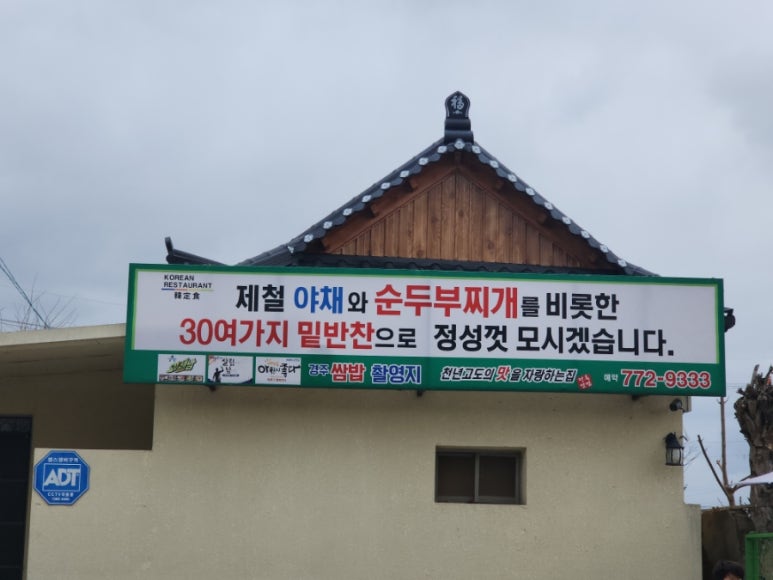 福
KOREAN
RESTAURANT
韓定食
제철 야채와 순두부찌개를 비롯한
30여가지 밑반찬으로 정성껏 모시겠습니다.
경주 쌈밥 촬영지 천년고도의 맛을 자랑하는집 예약 772-9333
ADT